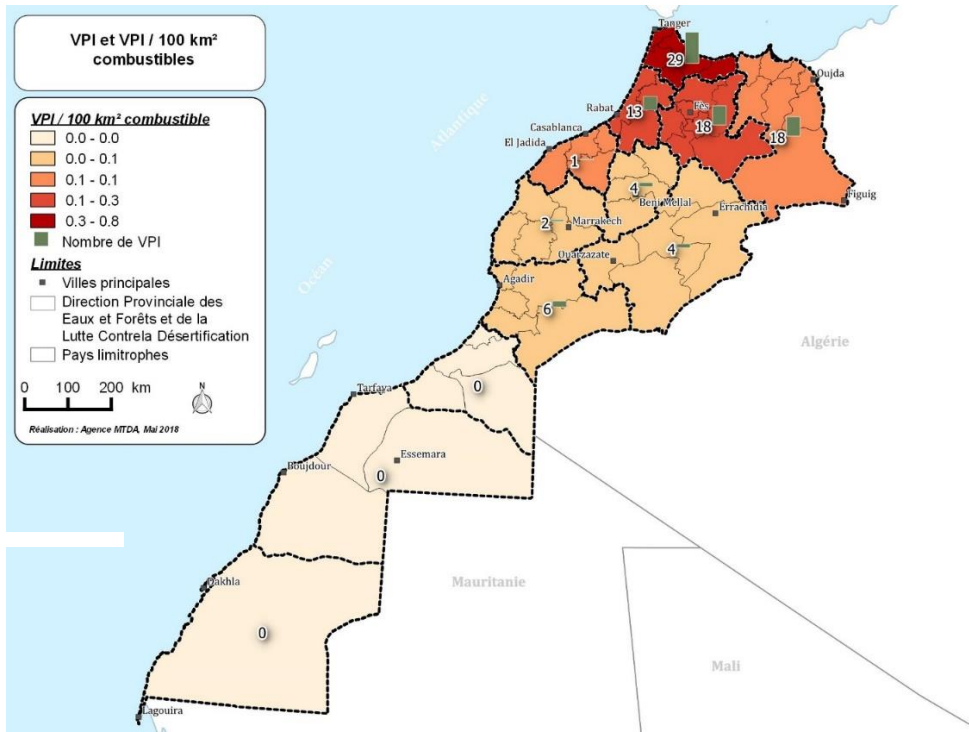 VPI et VPI / 100 km²
combustibles
VPI / 100 km² combustible
0.0 - 0.0
0.0 - 0.1
0.1 - 0.1
0.1 - 0.3
0.3 - 0.8
Nombre de VPI
Limites
Villes principales
Direction Provinciale des
Eaux et Forêts et de la
Lutte Contrela Désertification
Pays limitrophes
0 100 200 km
N
Réalisation : Agence MTDA, Mai 2018
Tanger
29
Oujda
Atlantique
Rabat
13
Fès
18
18
Casablanca
El Jadida
1
Figuig
4
Beni Mellal
Errachidia
2
Marrakech
4
Ouarzazate
Océan
Agadir
6
Algérie
Tarfaya
0
Essemara
0
Boujdour
Mauritanie
Dakhla
0
Mali
Lagouira